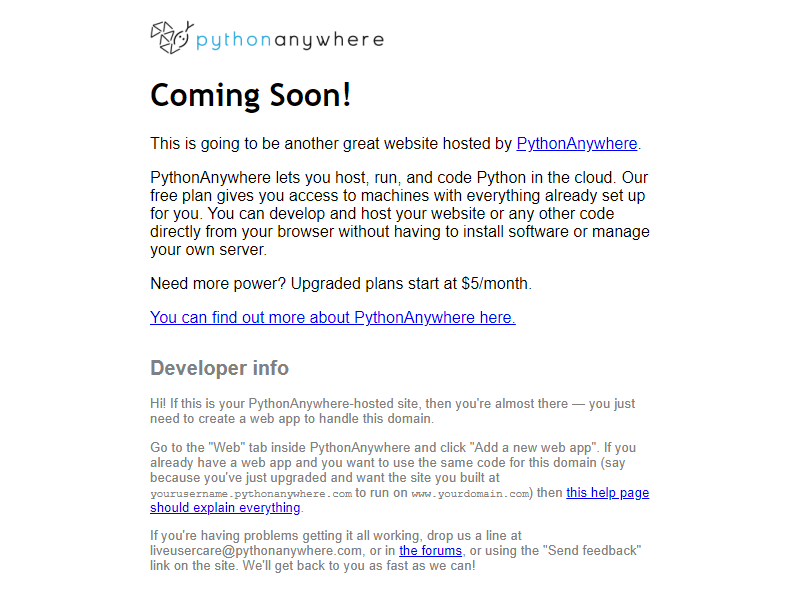 pythonanywhere
Coming Soon!
This is going to be another great website hosted by PythonAnywhere.
PythonAnywhere lets you host, run, and code Python in the cloud. Our
free plan gives you access to machines with everything already set up
for you. You can develop and host your website or any other code
directly from your browser without having to install software or manage
your own server.
Need more power? Upgraded plans start at $5/month.
You can find out more about PythonAnywhere here.
Developer info
Hi! If this is your PythonAnywhere-hosted site, then you're almost there — you just
need to create a web app to handle this domain.
Go to the "Web" tab inside PythonAnywhere and click "Add a new web app". If you
already have a web app and you want to use the same code for this domain (say
because you've just upgraded and want the site you built at
yourusername.pythonanywhere.com to run on www.yourdomain.com) then this help page
should explain everything.
If you're having problems getting it all working, drop us a line at
liveusercare@pythonanywhere.com, or in the forums, or using the "Send feedback"
link on the site. We'll get back to you as fast as we can!